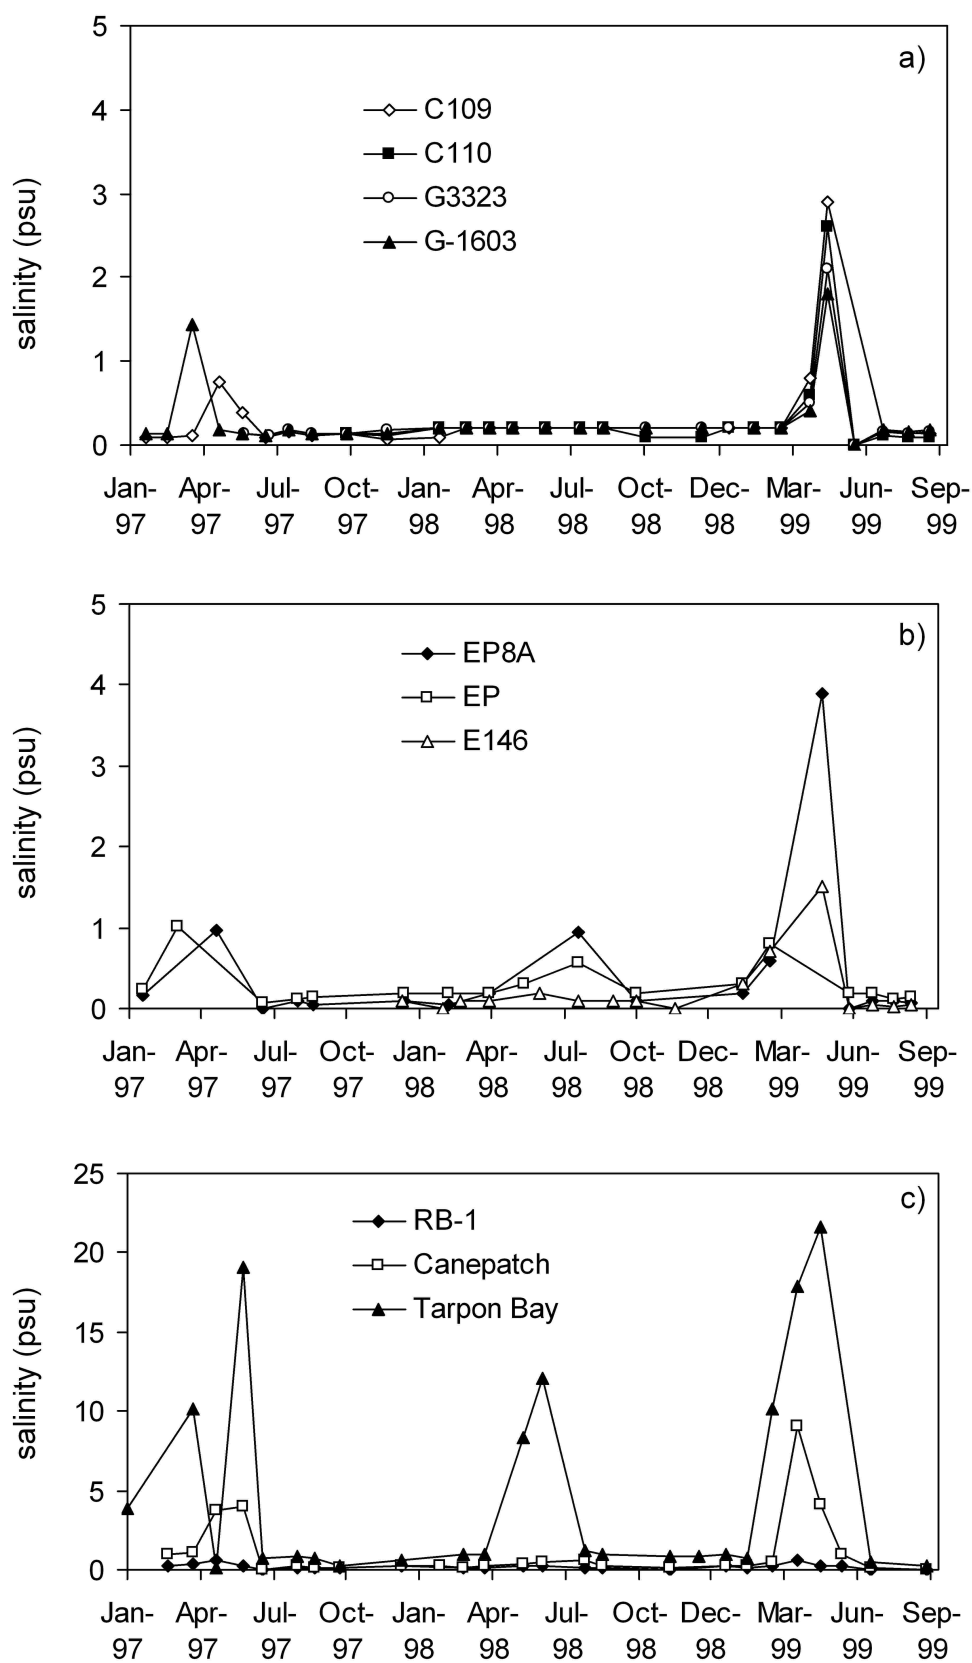 5
a)
4
C109
C110
3
G3323
G-1603
2
1
0
salinity (psu)
Jan- Apr- Jul- Oct- Jan- Apr- Jul- Oct- Dec- Mar- Jun- Sep-
97 97 97 97 98 98 98 98 98 99 99 99
5
b)
EP8A
4
EP
E146
3
2
1
0
salinity (psu)
Jan- Apr- Jul- Oct- Jan- Apr- Jul- Oct- Dec- Mar- Jun- Sep-
97 97 97 97 98 98 98 98 98 99 99 99
25
c)
RB-1
20
Canepatch
Tarpon Bay
15
10
5
0
salinity (psu)
Jan- Apr- Jul- Oct- Jan- Apr- Jul- Oct- Dec- Mar- Jun- Sep-
97 97 97 97 98 98 98 98 98 99 99 99